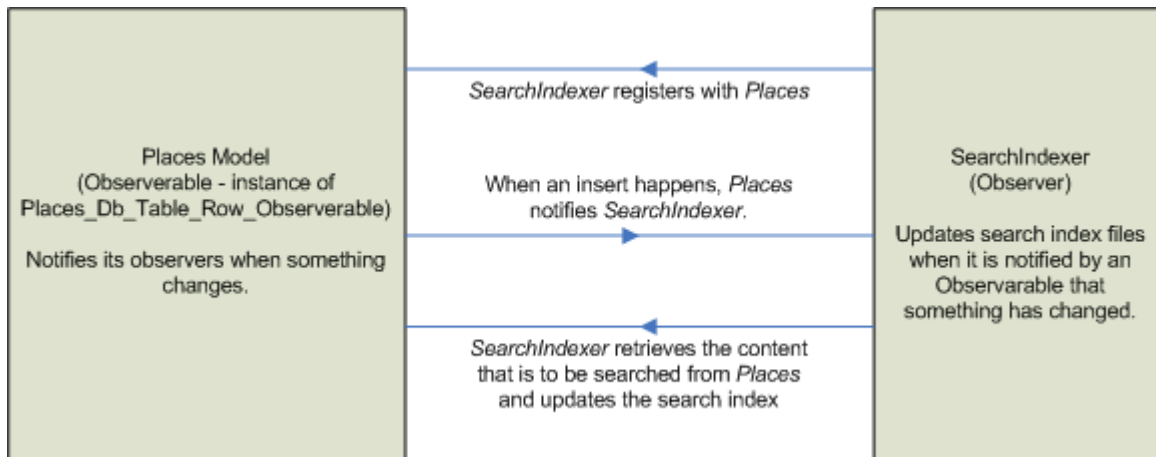 SearchIndexer registers with Places
Places Model
(Observerable - instance of
Places_Db_Table_Row_Observerable)
Notifies its observers when something
changes.
When an insert happens, Places
notifies SearchIndexer.
SearchIndexer retrieves the content
that is to be searched from Places
and updates the search index
SearchIndexer
(Observer)
Updates search index files
when it is notified by an
Observarable that
something has changed.